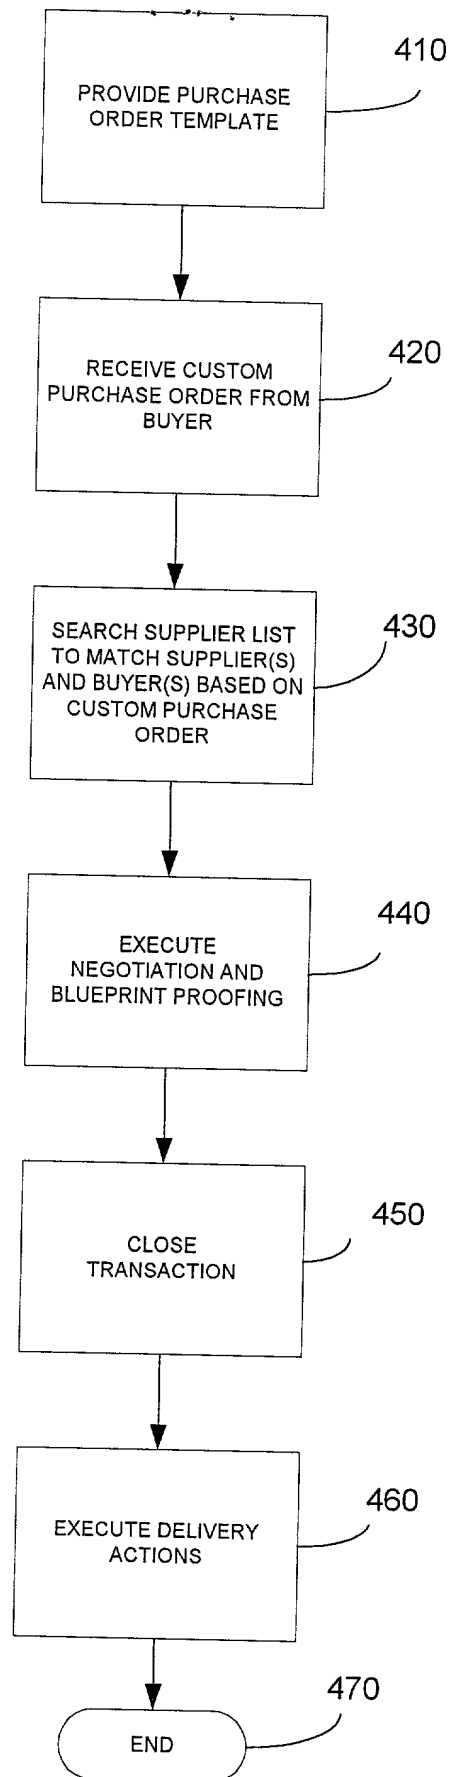 PROVIDE PURCHASE
ORDER TEMPLATE
410
RECEIVE CUSTOM
PURCHASE ORDER FROM
BUYER
420
SEARCH SUPPLIER LIST
TO MATCH SUPPLIER(S)
AND BUYER(S) BASED ON
CUSTOM PURCHASE
ORDER
430
EXECUTE
NEGOTIATION AND
BLUEPRINT PROOFING
440
CLOSE
TRANSACTION
450
EXECUTE DELIVERY
ACTIONS
460
END
470